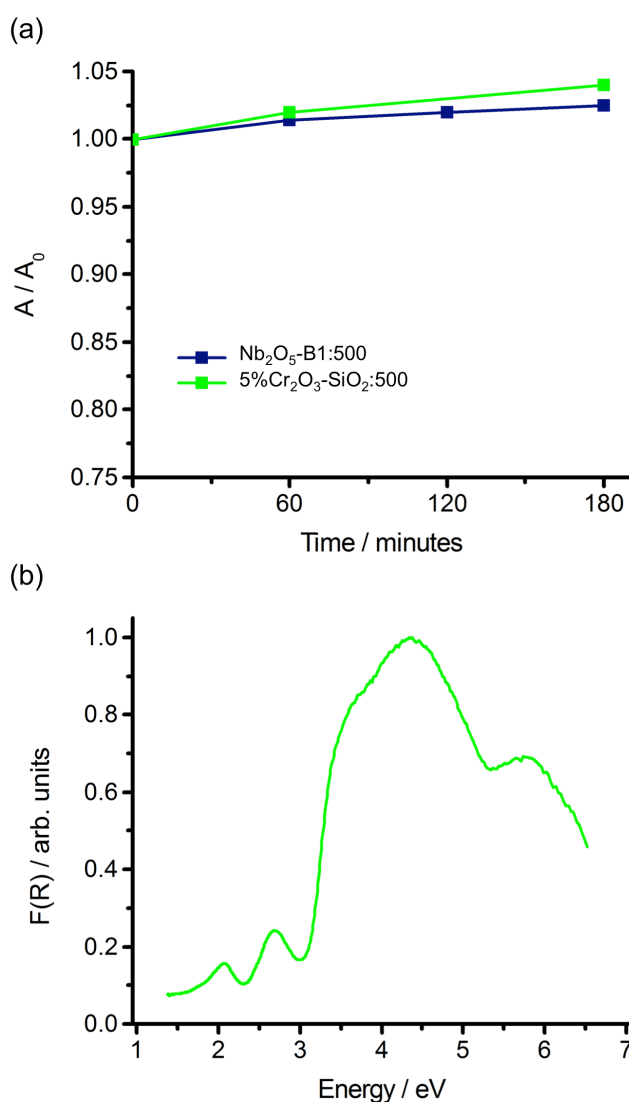 (a)
1.05
1.00
0.95
0.90
0.85
0.80
0.75
A / A₀
Nb₂O₅-B1:500
5%Cr₂O₃-SiO₂:500
0 60 120 180
Time / minutes
(b)
1.0
0.8
0.6
0.4
0.2
0.0
F(R) / arb. units
1 2 3 4 5 6 7
Energy / eV